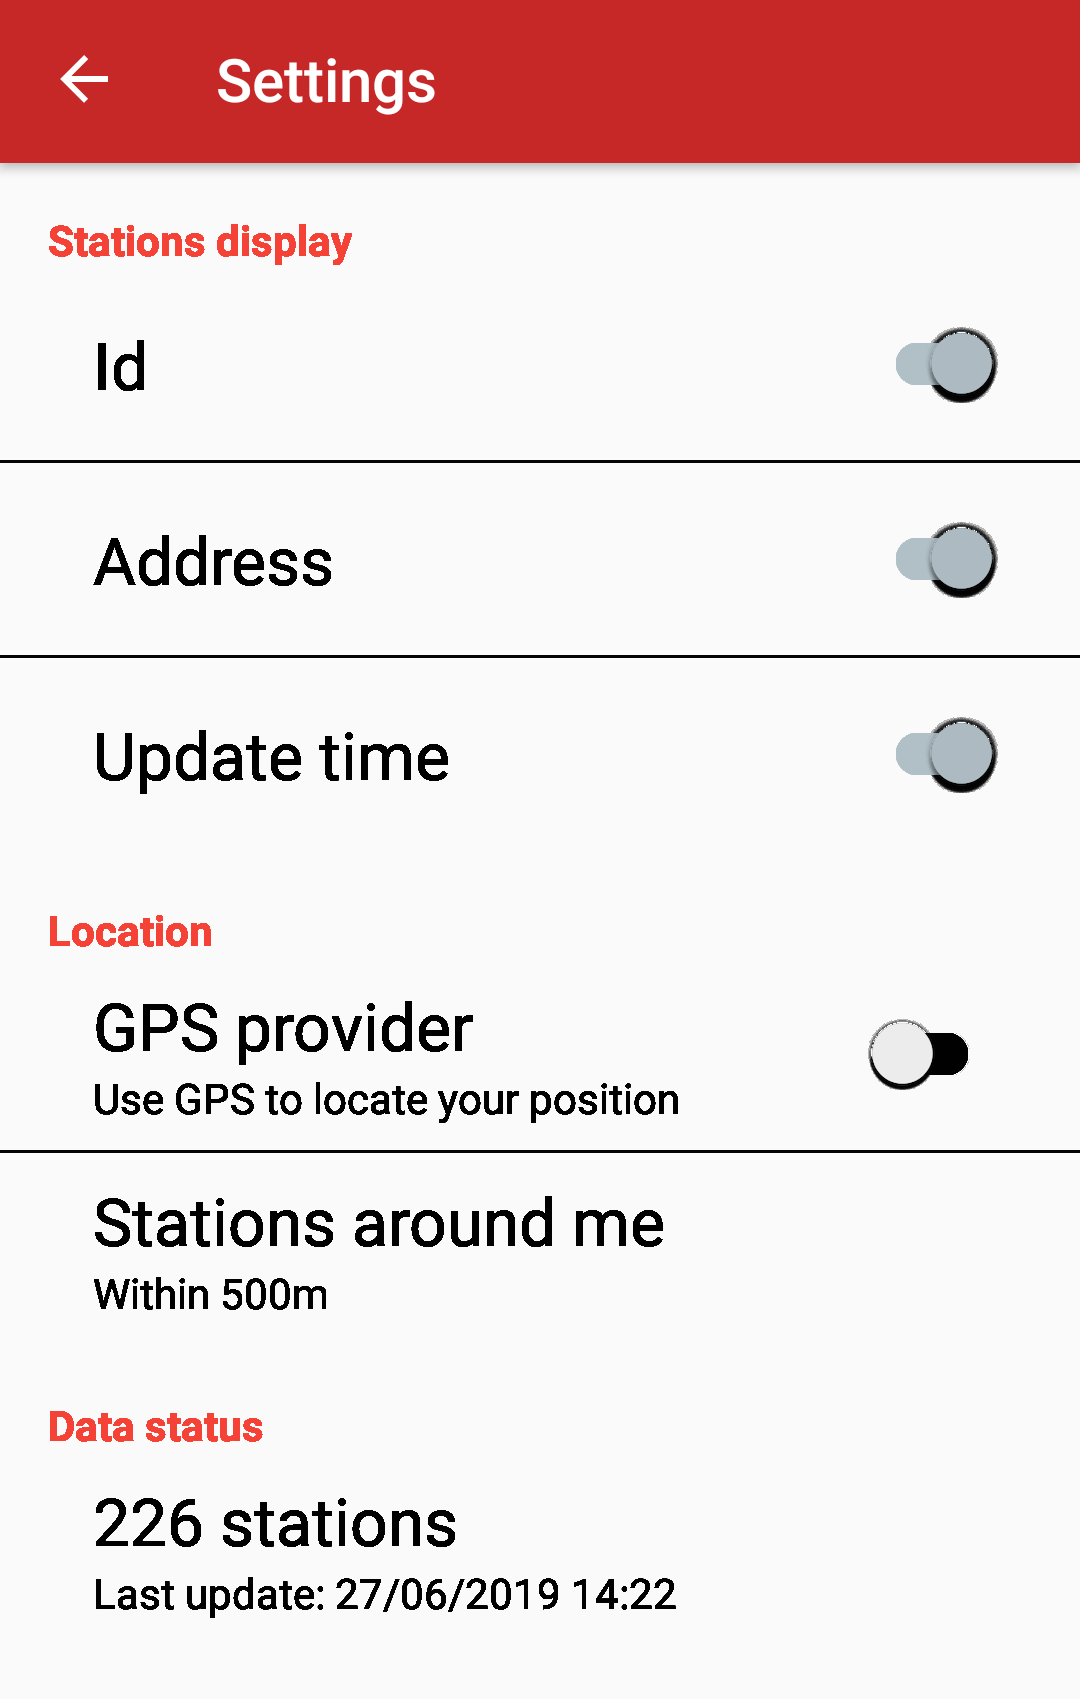 Settings
Stations display
Id
Address
Update time
Location
GPS provider
Use GPS to locate your position
Stations around me
Within 500m
Data status
226 stations
Last update: 27/06/2019 14:22